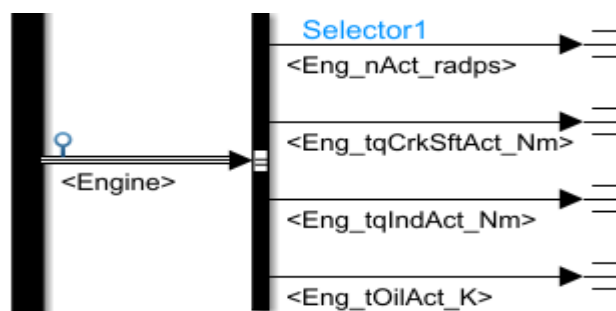 Selector1
<Eng_nAct_radps>
<Eng_tqCrkSftAct_Nm>
<Engine>
<Eng_tqIndAct_Nm>
<Eng_tOilAct_K>